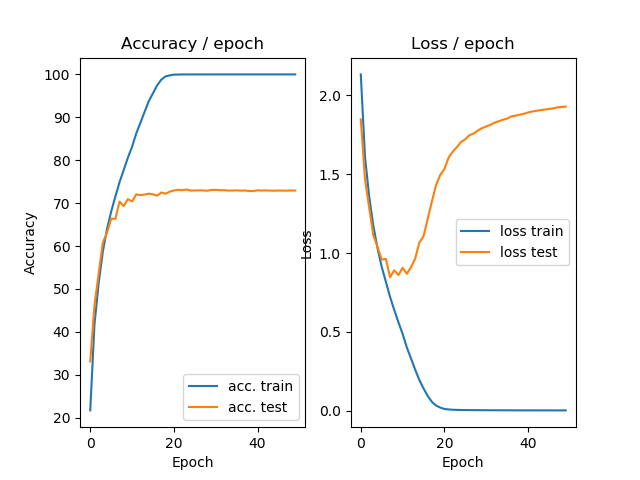 Accuracy / epoch
100
90
80
70
60
50
40
30
20
Accuracy
acc. train
acc. test
0 20 40
Epoch
Loss / epoch
2.0
1.5
1.0
0.5
0.0
Loss
loss train
loss test
0 20 40
Epoch